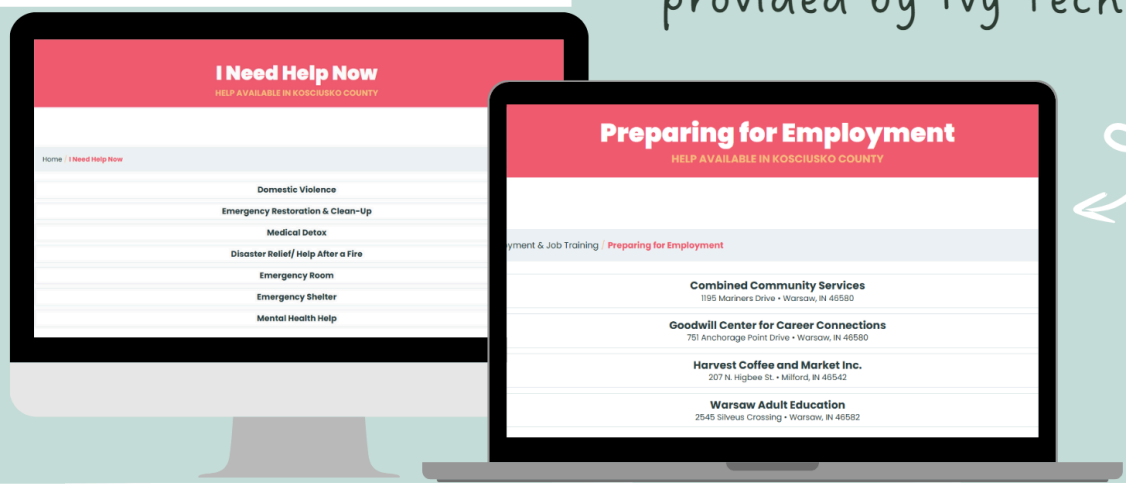 provided by Ivy Tech
I Need Help Now
HELP AVAILABLE IN KOSCIUSKO COUNTY
Home / I Need Help Now
Domestic Violence
Emergency Restoration & Clean-Up
Medical Detox
Disaster Relief/ Help After a Fire
Emergency Room
Emergency Shelter
Mental Health Help
Preparing for Employment
HELP AVAILABLE IN KOSCIUSKO COUNTY
& Job Training / Preparing for Employment
Combined Community Services
1195 Mariners Drive • Warsaw, IN 46580
Goodwill Center for Career Connections
751 Anchorage Point Drive • Warsaw, IN 46580
Harvest Coffee and Market Inc.
207 N. Higbee St. • Milford, IN 46542
Warsaw Adult Education
2545 Silveus Crossing • Warsaw, IN 46582